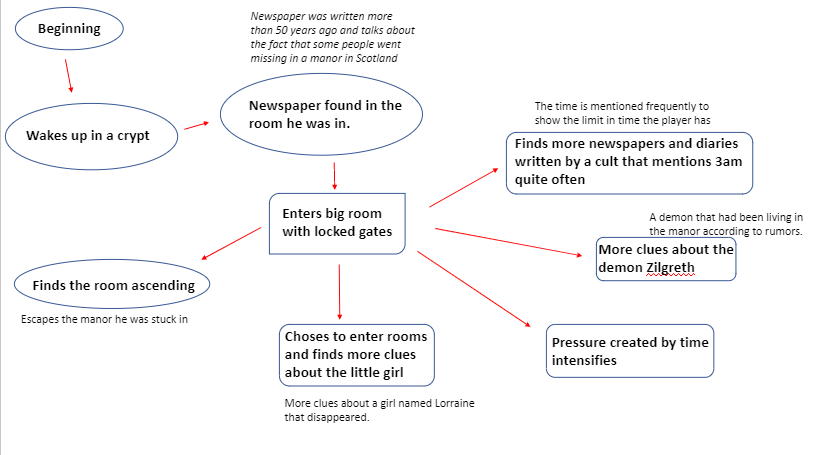 Beginning
Newspaper was written more
than 50 years ago and talks about
the fact that some people went
missing in a manor in Scotland
Wakes up in a crypt
Newspaper found in the
room he was in.
The time is mentioned frequently to
show the limit in time the player has
Finds more newspapers and diaries
written by a cult that mentions 3am
quite often
Enters big room
with locked gates
A demon that had been living in
the manor according to rumors.
More clues about the
demon Zilgreth
Finds the room ascending
Escapes the manor he was stuck in
Choses to enter rooms
and finds more clues
about the little girl
More clues about a girl named Lorraine
that disappeared.
Pressure created by time
intensifies